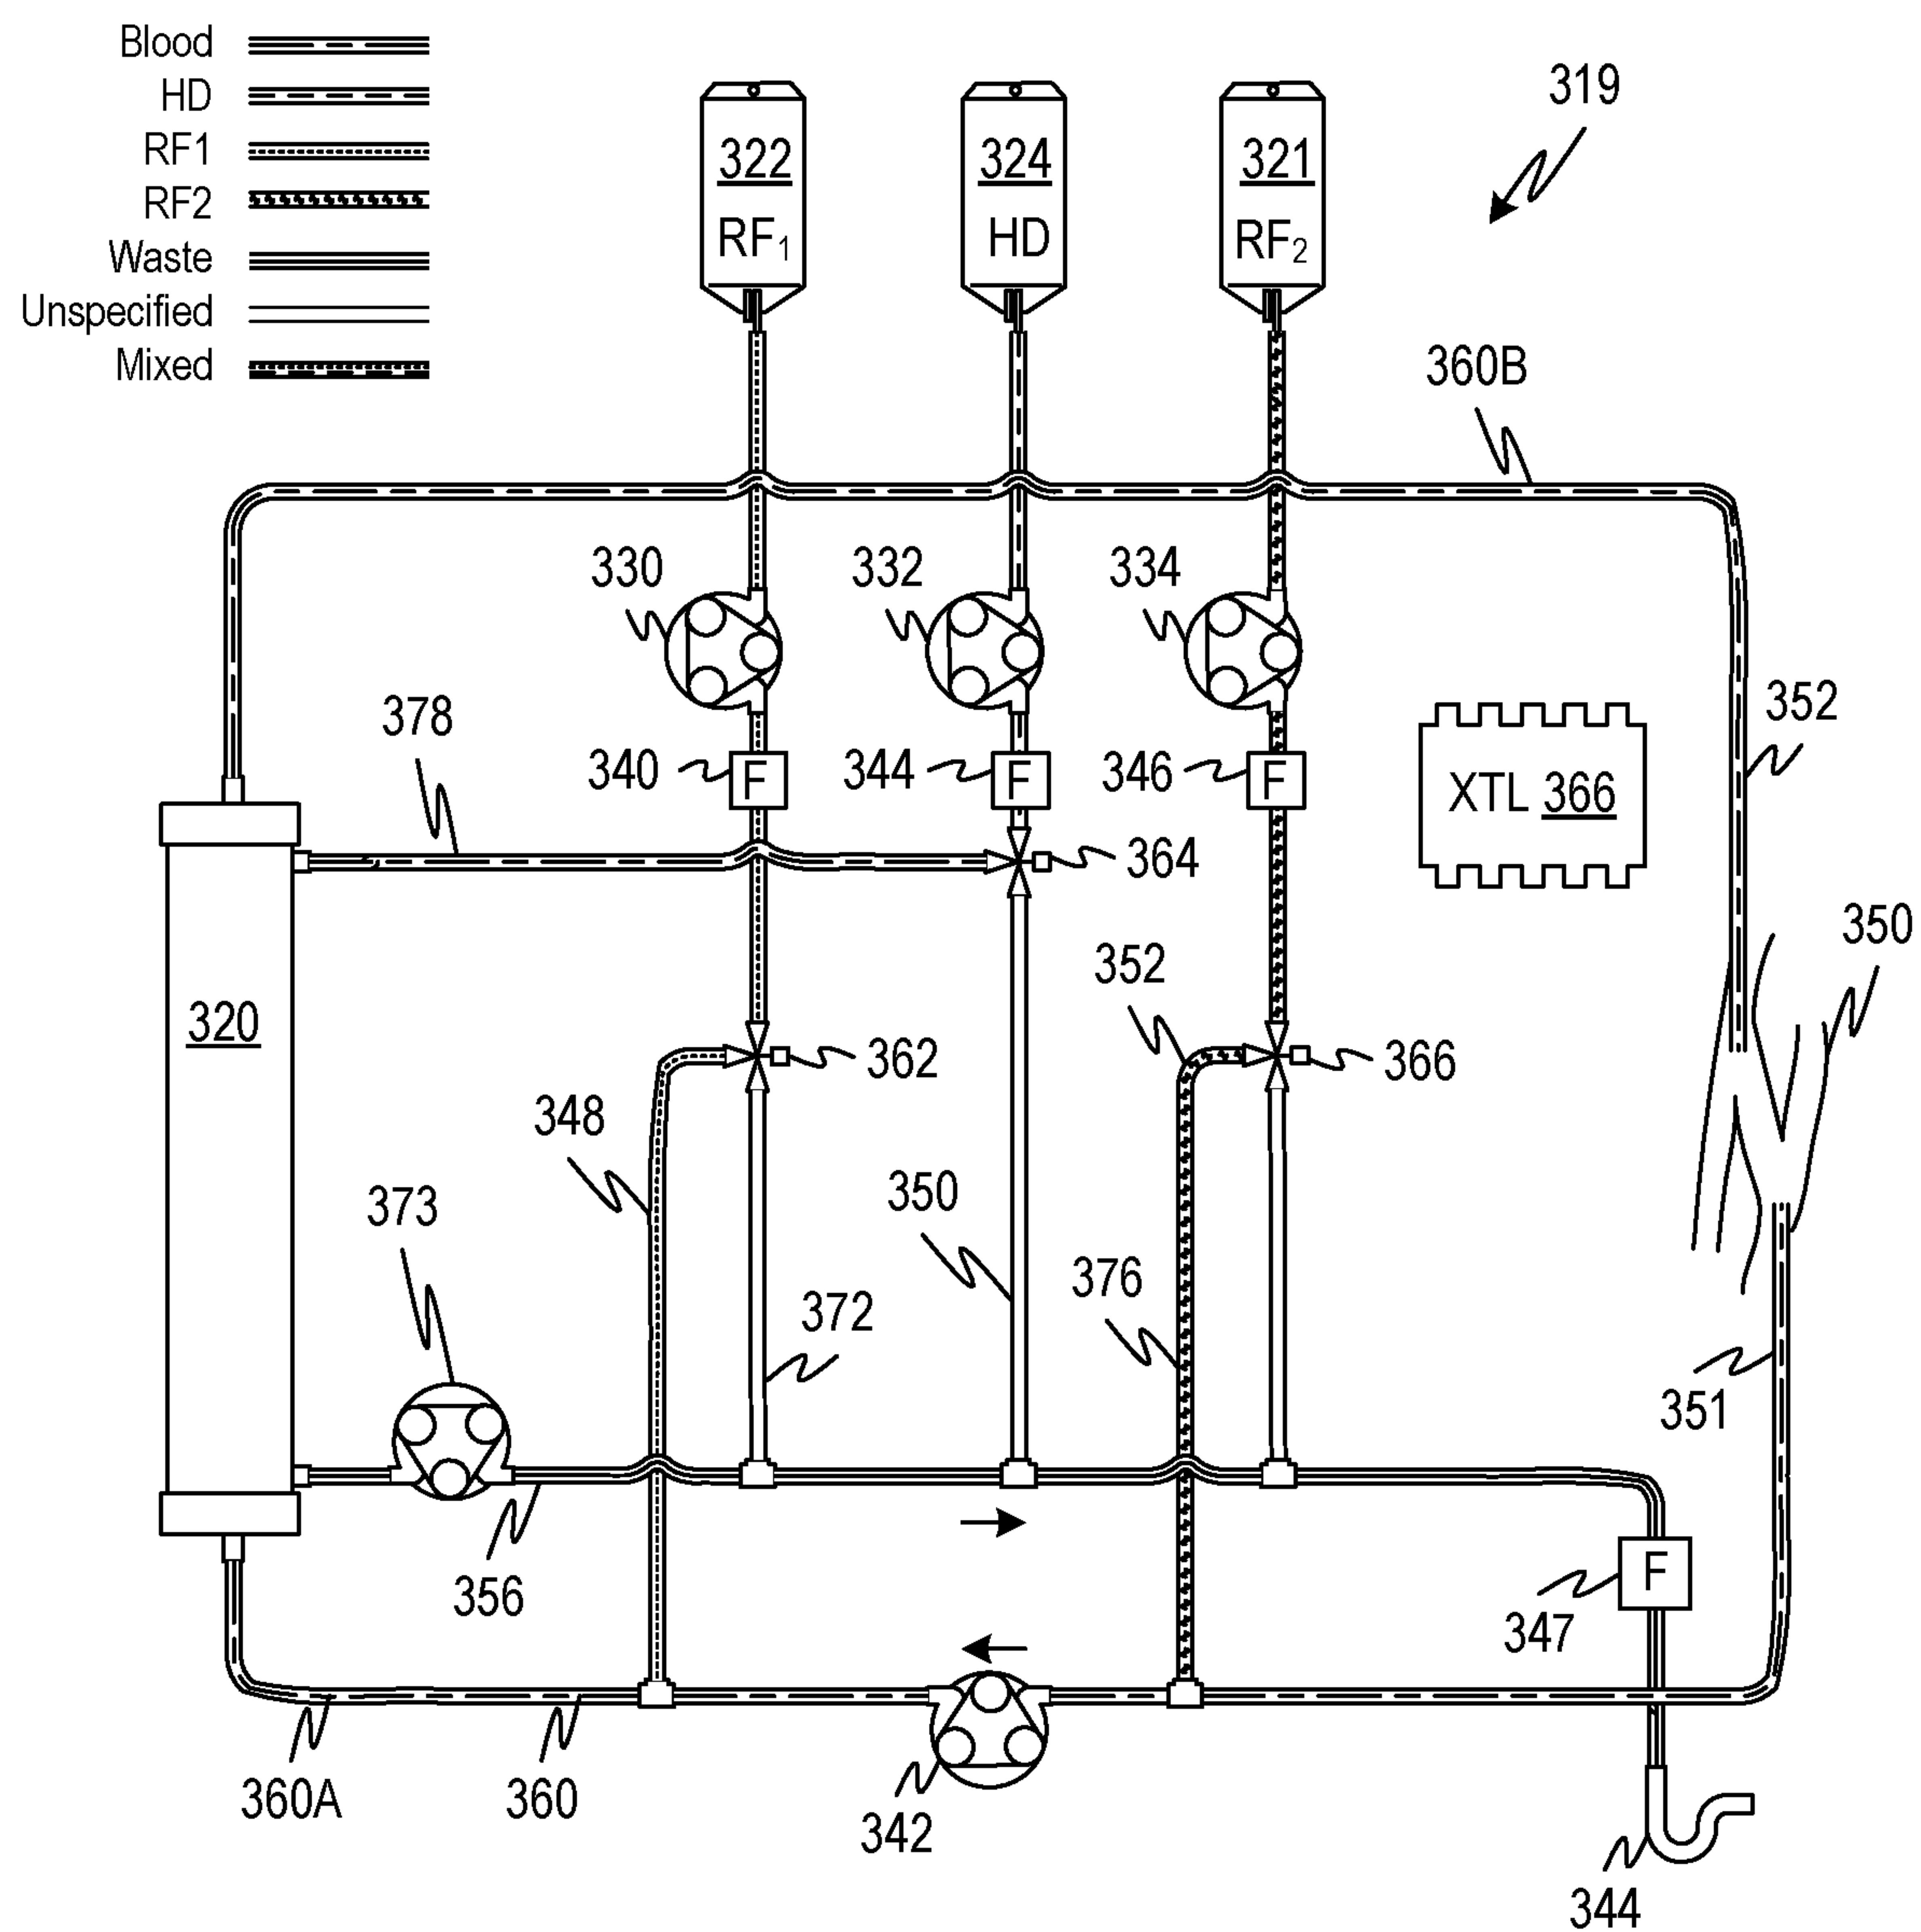 Blood
HD
RF1
RF2
Waste
Unspecified
Mixed
319
322
RF1
324
HD
321
RF2
360B
330
332
334
352
378
340
F
344
F
346
F
XTL 366
364
350
352
320
362
366
348
373
350
376
372
351
356
F
347
360A
360
342
344